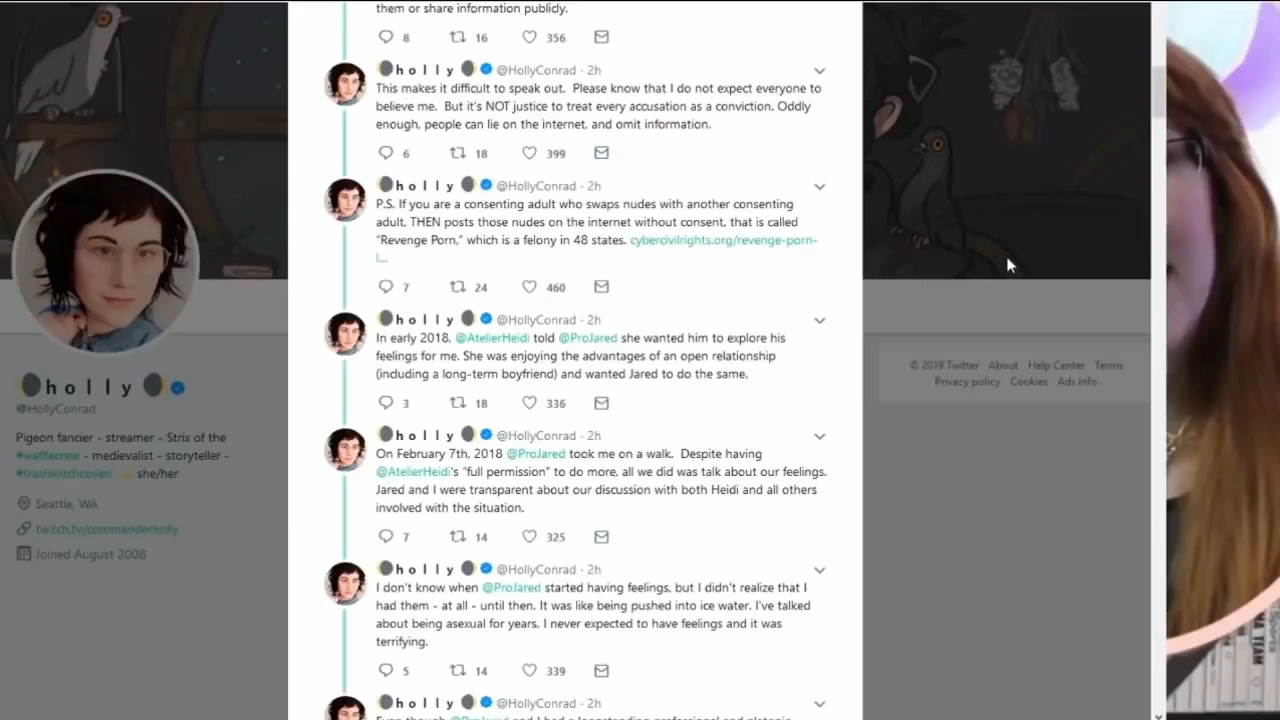 them or share information publicly.
8 16 356
h o l l y @HollyConrad · 2h
This makes it difficult to speak out. Please know that I do not expect everyone to
believe me. But it's NOT justice to treat every accusation as a conviction. Oddly
enough, people can lie on the internet, and omit information.
6 18 399
h o l l y @HollyConrad · 2h
P.S. If you are a consenting adult who swaps nudes with another consenting
adult, THEN posts those nudes on the internet without consent, that is called
"Revenge Porn," which is a felony in 48 states. cybercivilrights.org/revenge-porn-
l...
7 24 460
h o l l y @HollyConrad · 2h
In early 2018, @AtelierHeidi told @ProJared she wanted him to explore his
feelings for me. She was enjoying the advantages of an open relationship
(including a long-term boyfriend) and wanted Jared to do the same.
3 18 336
h o l l y @HollyConrad · 2h
On February 7th, 2018 @ProJared took me on a walk. Despite having
@AtelierHeidi's "full permission" to do more, all we did was talk about our feelings.
Jared and I were transparent about our discussion with both Heidi and all others
involved with the situation.
7 14 325
h o l l y @HollyConrad · 2h
I don't know when @ProJared started having feelings, but I didn't realize that I
had them - at all - until then. It was like being pushed into ice water. I've talked
about being asexual for years. I never expected to have feelings and it was
terrifying.
5 14 339
h o l l y @HollyConrad · 2h
Even though @ProJared and I had a longstanding professional and platonic
h o l l y
@HollyConrad
Pigeon fancier - streamer - Strix of the
#wafflecrew - medievalist - storyteller -
#trashwitchcoven she/her
Seattle, WA
twitch.tv/commanderholly
Joined August 2008
© 2019 Twitter About Help Center Terms
Privacy policy Cookies Ads info
TEAM